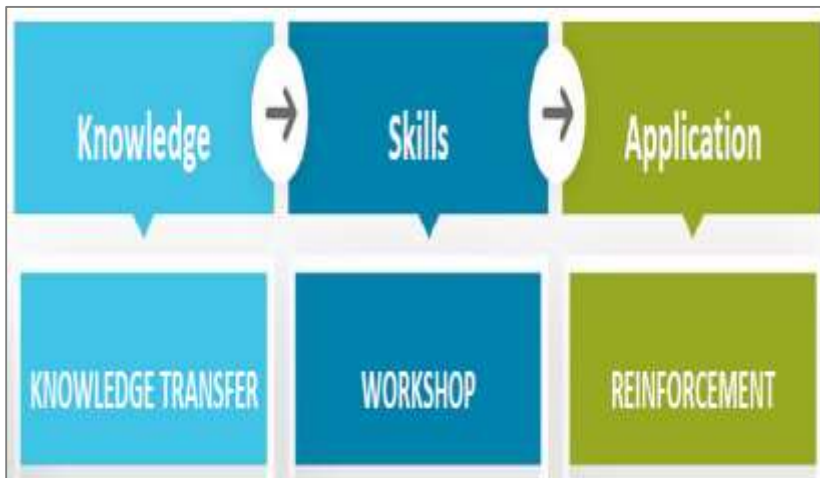 Knowledge
Skills
Application
KNOWLEDGE TRANSFER
WORKSHOP
REINFORCEMENT